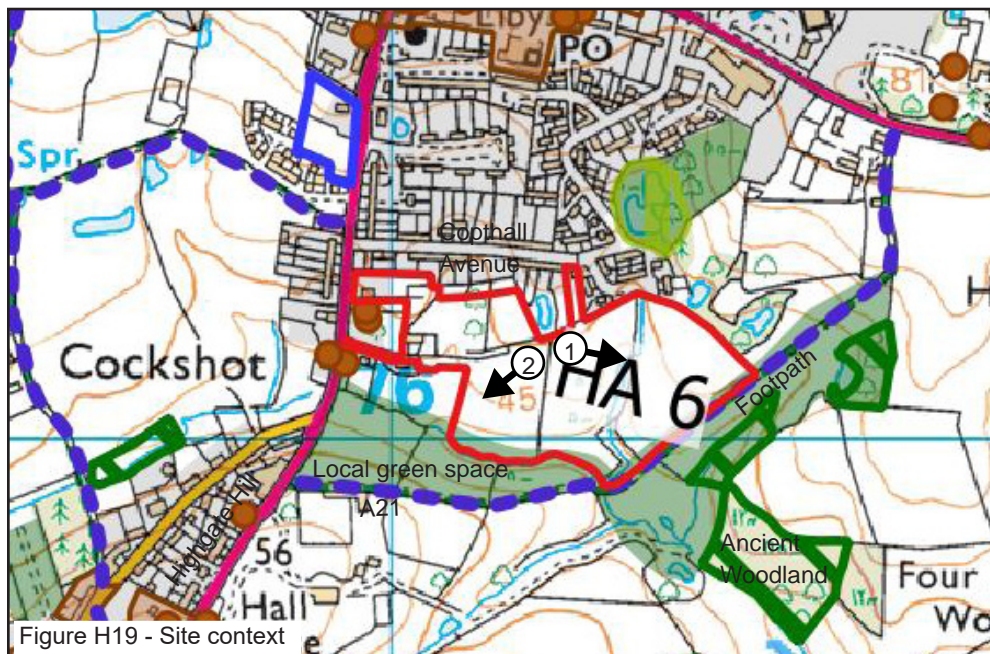 Liby
PO
81
Spr
Copthall
Avenue
Cockshot
76
2
1
45
HA 6
Footpath
H
Local green space
A21
Highgate Hill
56
Hall
e
Ancient
Woodland
Four
Wo
Figure H19 - Site context